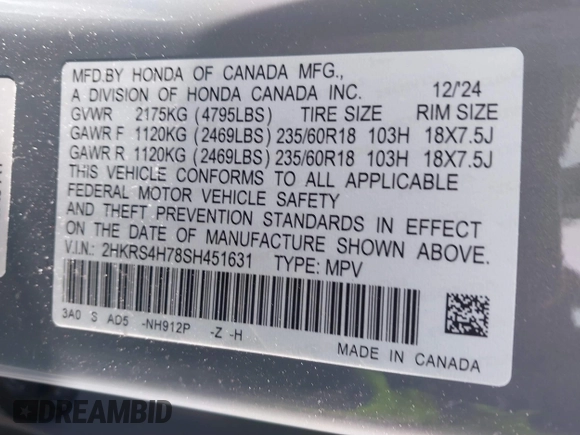 MFD.BY HONDA OF CANADA MFG.,
A DIVISION OF HONDA CANADA INC. 12/'24
GVWR 2175KG (4795LBS) TIRE SIZE RIM SIZE
GAWR F 1120KG (2469LBS) 235/60R18 103H 18X7.5J
GAWR R 1120KG (2469LBS) 235/60R18 103H 18X7.5J
THIS VEHICLE CONFORMS TO ALL APPLICABLE
FEDERAL MOTOR VEHICLE SAFETY
AND THEFT PREVENTION STANDARDS IN EFFECT
ON THE DATE OF MANUFACTURE SHOWN ABOVE.
V.I.N.: 2HKRS4H78SH451631 TYPE: MPV
3A0 S AD5 -NH912P -Z -H
MADE IN CANADA
DREAMBID